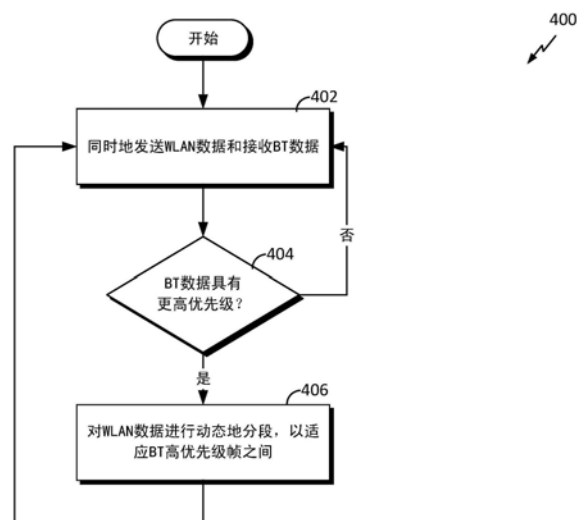 400
开始
402
同时地发送WLAN数据和接收BT数据
404
BT数据具有
更高优先级？
否
是
406
对WLAN数据进行动态地分段，以适
应BT高优先级帧之间